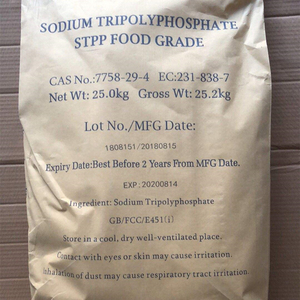 SODIUM TRIPOLYPHOSPHATE
STPP FOOD GRADE
CAS No.:7758-29-4 EC:231-838-7
Net Wt: 25.0kg Gross Wt: 25.2kg
Lot No./MFG Date:
1808151/20180815
Expiry Date:Best Before 2 Years From MFG Date.
EXP:20200814
Ingredient: Sodium Tripolyphosphate
GB/FCC/E451(i)
Store in a cool, dry well-ventilated place.
Contact with eyes or skin may cause irritation.
Inhalation of dust may cause respiratory tract irritation.